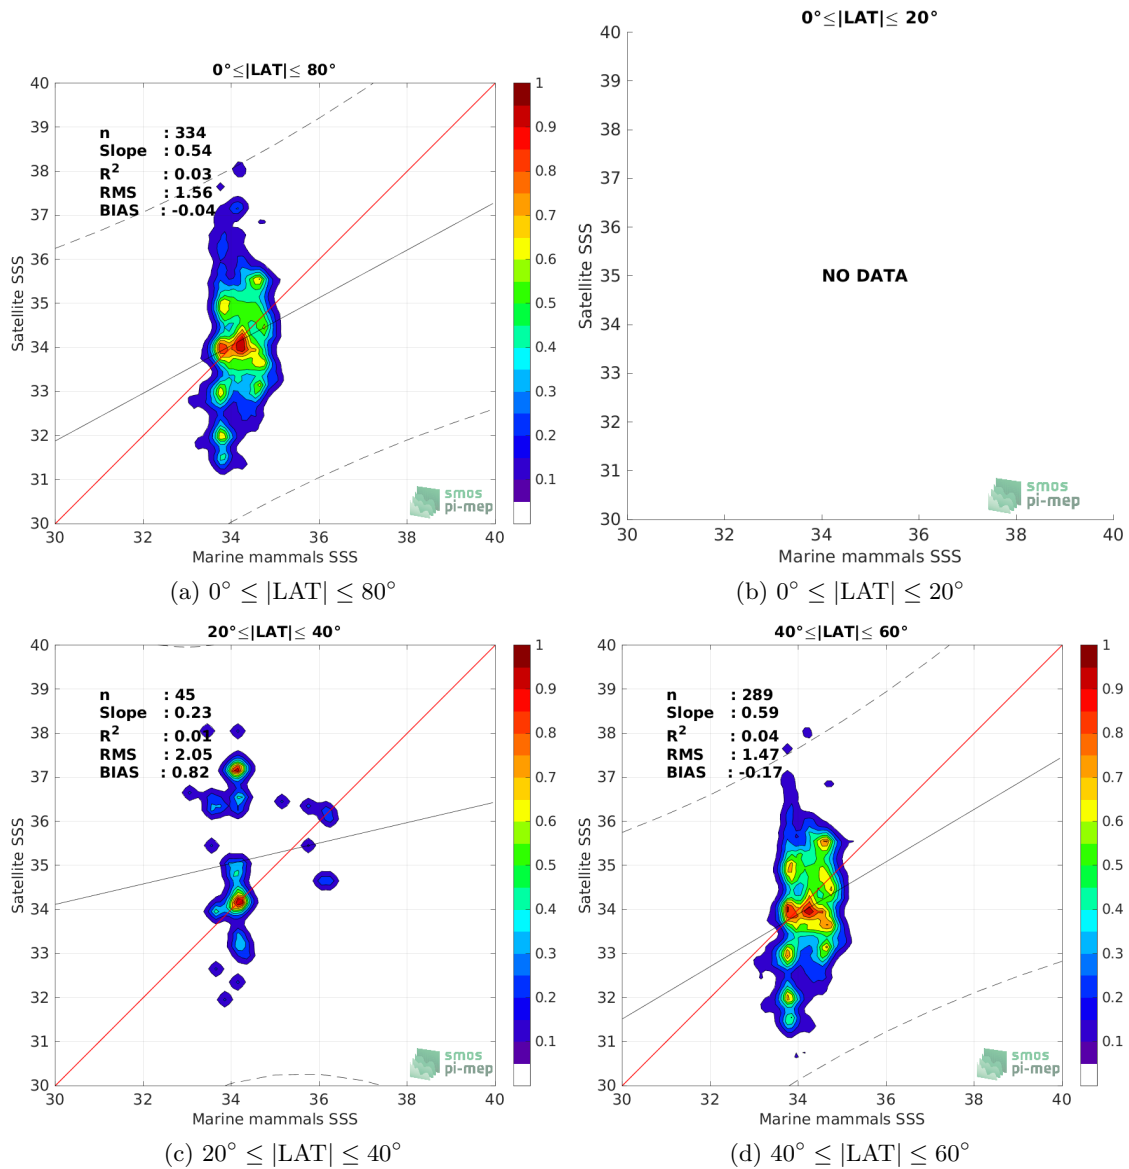 0°≤|LAT|≤ 80°
40
39
38
37
36
35
34
33
32
31
30
n : 334
Slope : 0.54
R² : 0.03
RMS : 1.56
BIAS : -0.04
1
0.9
0.8
0.7
0.6
0.5
0.4
0.3
0.2
0.1
Satellite SSS
smos
pi-mep
30 32 34 36 38 40
Marine mammals SSS
(a) 0° ≤ |LAT| ≤ 80°
0°≤|LAT|≤ 20°
40
39
38
37
36
35
34
33
32
31
30
Satellite SSS
NO DATA
smos
pi-mep
30 32 34 36 38 40
Marine mammals SSS
(b) 0° ≤ |LAT| ≤ 20°
20°≤|LAT|≤ 40°
40
39
38
37
36
35
34
33
32
31
30
n : 45
Slope : 0.23
R² : 0.01
RMS : 2.05
BIAS : 0.82
1
0.9
0.8
0.7
0.6
0.5
0.4
0.3
0.2
0.1
Satellite SSS
smos
pi-mep
30 32 34 36 38 40
Marine mammals SSS
(c) 20° ≤ |LAT| ≤ 40°
40°≤|LAT|≤ 60°
40
39
38
37
36
35
34
33
32
31
30
n : 289
Slope : 0.59
R² : 0.04
RMS : 1.47
BIAS : -0.17
1
0.9
0.8
0.7
0.6
0.5
0.4
0.3
0.2
0.1
Satellite SSS
smos
pi-mep
30 32 34 36 38 40
Marine mammals SSS
(d) 40° ≤ |LAT| ≤ 60°